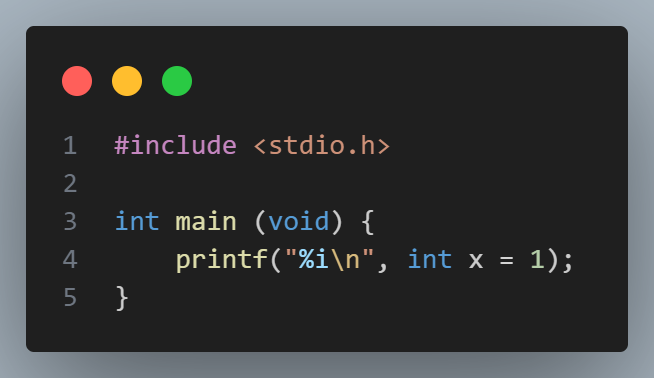 1 #include <stdio.h>
2
3 int main (void) {
4     printf("%i\n", int x = 1);
5 }